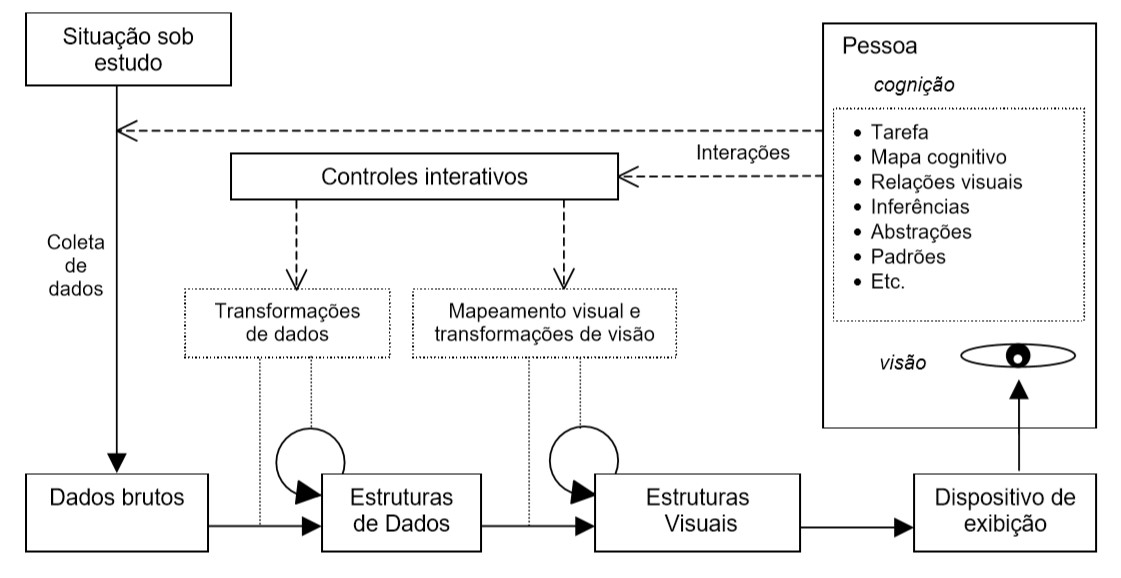 Situação sob
estudo
Pessoa
cognição
• Tarefa
• Mapa cognitivo
• Relações visuais
• Inferências
• Abstrações
• Padrões
• Etc.
Interações
Controles interativos
Coleta
de
dados
Transformações
de dados
Mapeamento visual e
transformações de visão
visão
Dados brutos
Estruturas
de Dados
Estruturas
Visuais
Dispositivo de
exibição